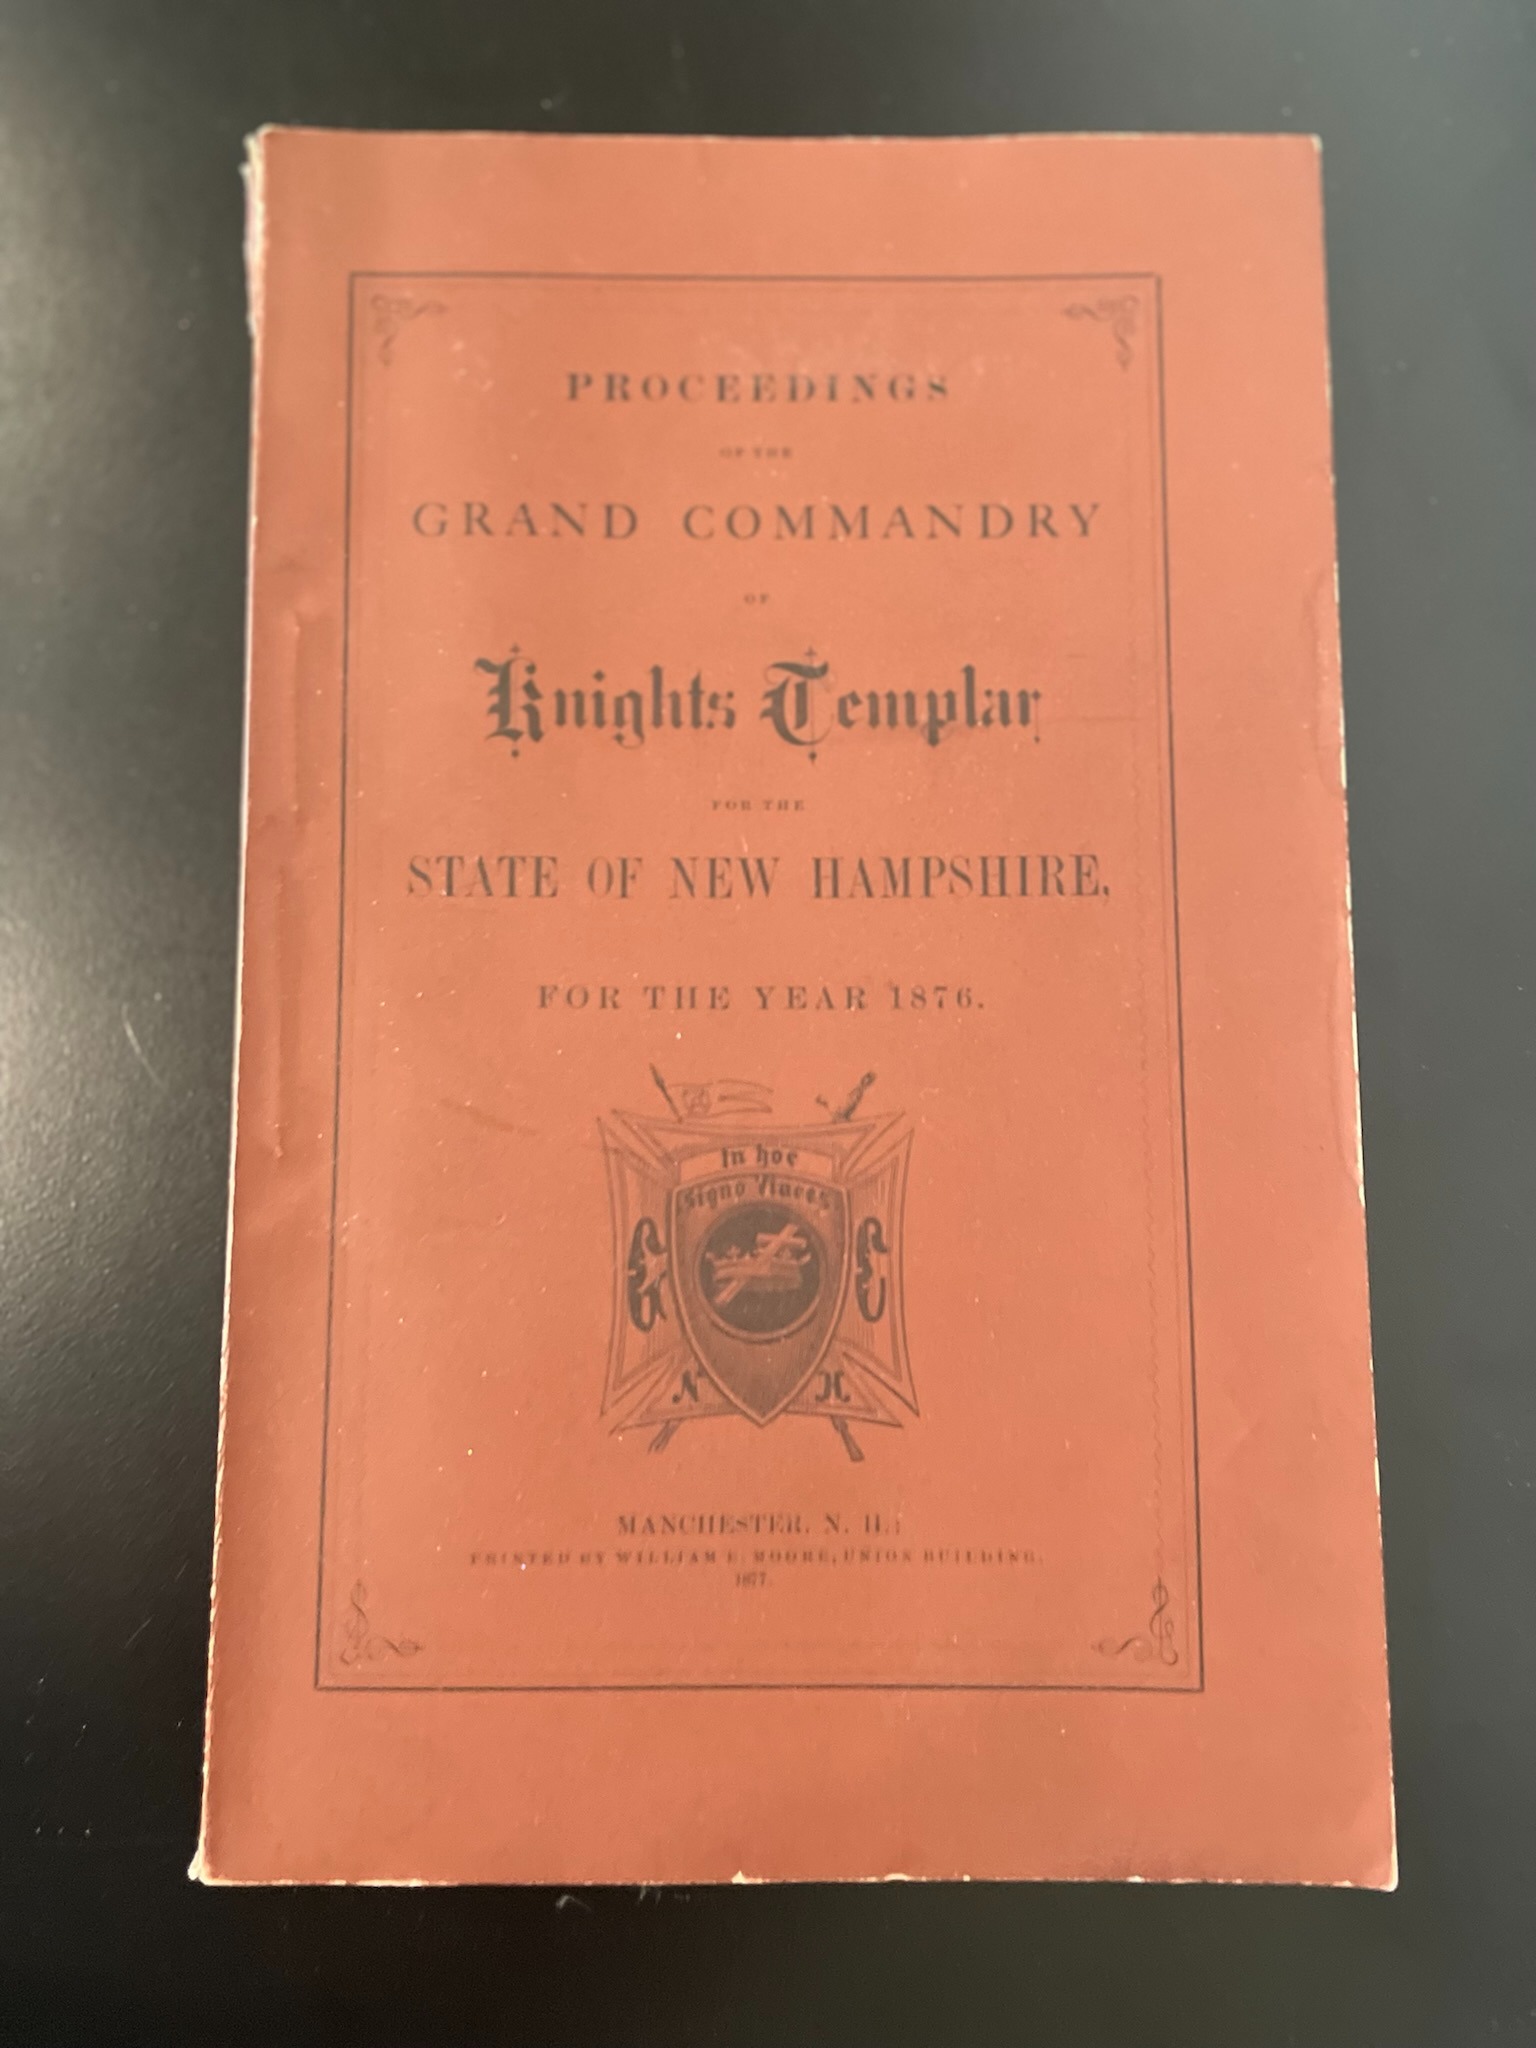 PROCEEDINGS
OF THE
GRAND COMMANDRY
OF
Knights Templar
FOR THE
STATE OF NEW HAMPSHIRE,
FOR THE YEAR 1876.
In hoc
Signo Vinces
G C
N H
MANCHESTER, N. H.:
PRINTED BY WILLIAM E. MOORE, UNION BUILDING.
1877.